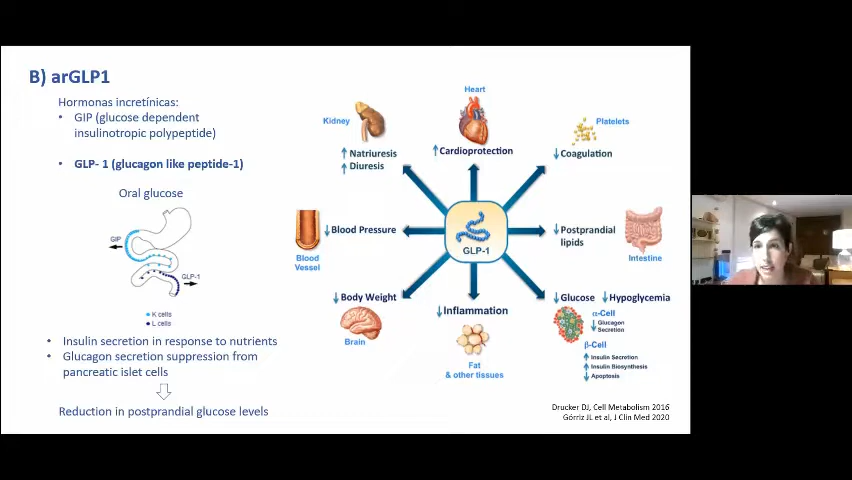 B) arGLP1
Hormonas incretínicas:
• GIP (glucose dependent
insulinotropic polypeptide)
• GLP- 1 (glucagon like peptide-1)
Oral glucose
GIP
GLP-1
K cells
L cells
• Insulin secretion in response to nutrients
• Glucagon secretion suppression from
pancreatic islet cells
Reduction in postprandial glucose levels
Heart
↑ Cardioprotection
Kidney
↑ Natriuresis
↑ Diuresis
Platelets
↓ Coagulation
↓ Blood Pressure
Blood
Vessel
GLP-1
↓ Postprandial
lipids
Intestine
↓ Body Weight
Brain
↓ Inflammation
Fat
& other tissues
↓ Glucose ↓ Hypoglycemia
α-Cell
↓ Glucagon
Secretion
β-Cell
↑ Insulin Secretion
↑ Insulin Biosynthesis
↓ Apoptosis
Drucker DJ, Cell Metabolism 2016
Górriz JL et al, J Clin Med 2020